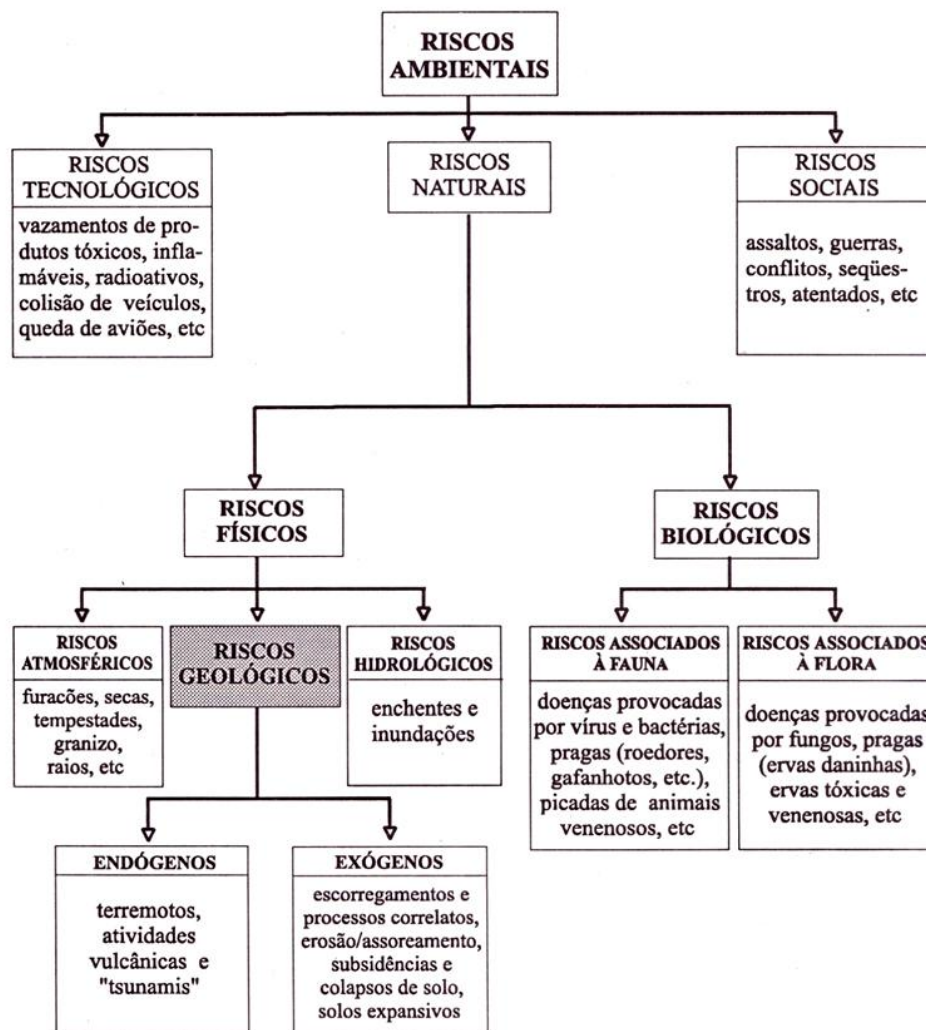 RISCOS
AMBIENTAIS
RISCOS
TECNOLÓGICOS
vazamentos de pro-
dutos tóxicos, infla-
máveis, radioativos,
colisão de veículos,
queda de aviões, etc
RISCOS
NATURAIS
RISCOS
SOCIAIS
assaltos, guerras,
conflitos, seqües-
tros, atentados, etc
RISCOS
FÍSICOS
RISCOS
BIOLÓGICOS
RISCOS
ATMOSFÉRICOS
furacões, secas,
tempestades,
granizo,
raios, etc
RISCOS
GEOLÓGICOS
RISCOS
HIDROLÓGICOS
enchentes e
inundações
RISCOS ASSOCIADOS
À FAUNA
doenças provocadas
por vírus e bactérias,
pragas (roedores,
gafanhotos, etc.),
picadas de animais
venenosos, etc
RISCOS ASSOCIADOS
À FLORA
doenças provocadas
por fungos, pragas
(ervas daninhas),
ervas tóxicas e
venenosas, etc
ENDÓGENOS
terremotos,
atividades
vulcânicas e
"tsunamis"
EXÓGENOS
escorregamentos e
processos correlatos,
erosão/assoreamento,
subsidências e
colapsos de solo,
solos expansivos